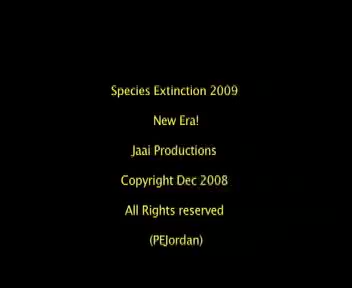 Species Extinction 2009
New Era!
Jaai Productions
Copyright Dec 2008
All Rights reserved
(PEJordan)